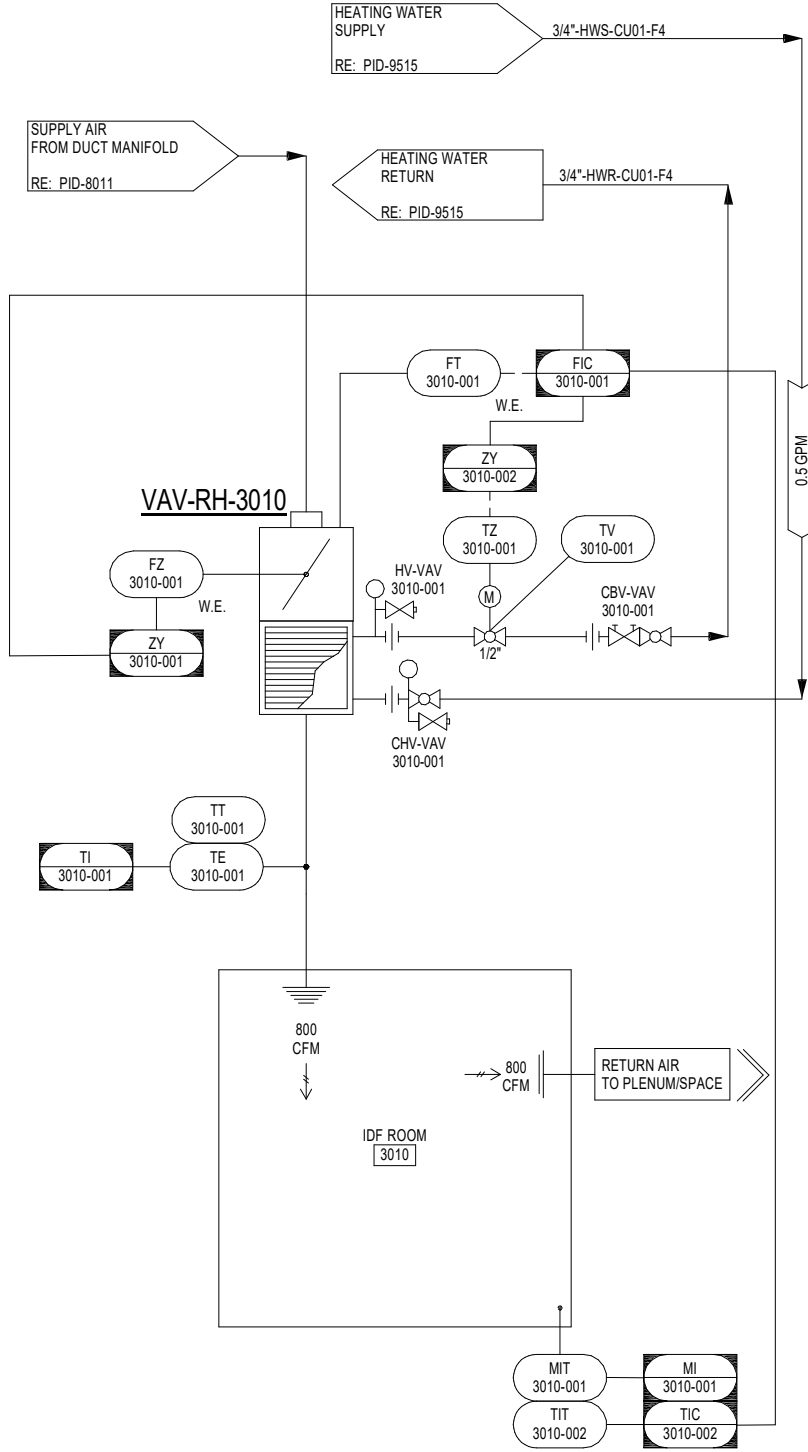 HEATING WATER
SUPPLY
RE: PID-9515
3/4"-HWS-CU01-F4
SUPPLY AIR
FROM DUCT MANIFOLD
RE: PID-8011
HEATING WATER
RETURN
RE: PID-9515
3/4"-HWR-CU01-F4
FT
3010-001
FIC
3010-001
W.E.
ZY
3010-002
0.5 GPM
VAV-RH-3010
TZ
3010-001
TV
3010-001
FZ
3010-001
W.E.
ZY
3010-001
HV-VAV
3010-001
M
1/2"
CBV-VAV
3010-001
CHV-VAV
3010-001
TT
3010-001
TI
3010-001
TE
3010-001
800
CFM
800
CFM
RETURN AIR
TO PLENUM/SPACE
IDF ROOM
3010
MIT
3010-001
MI
3010-001
TIT
3010-002
TIC
3010-002